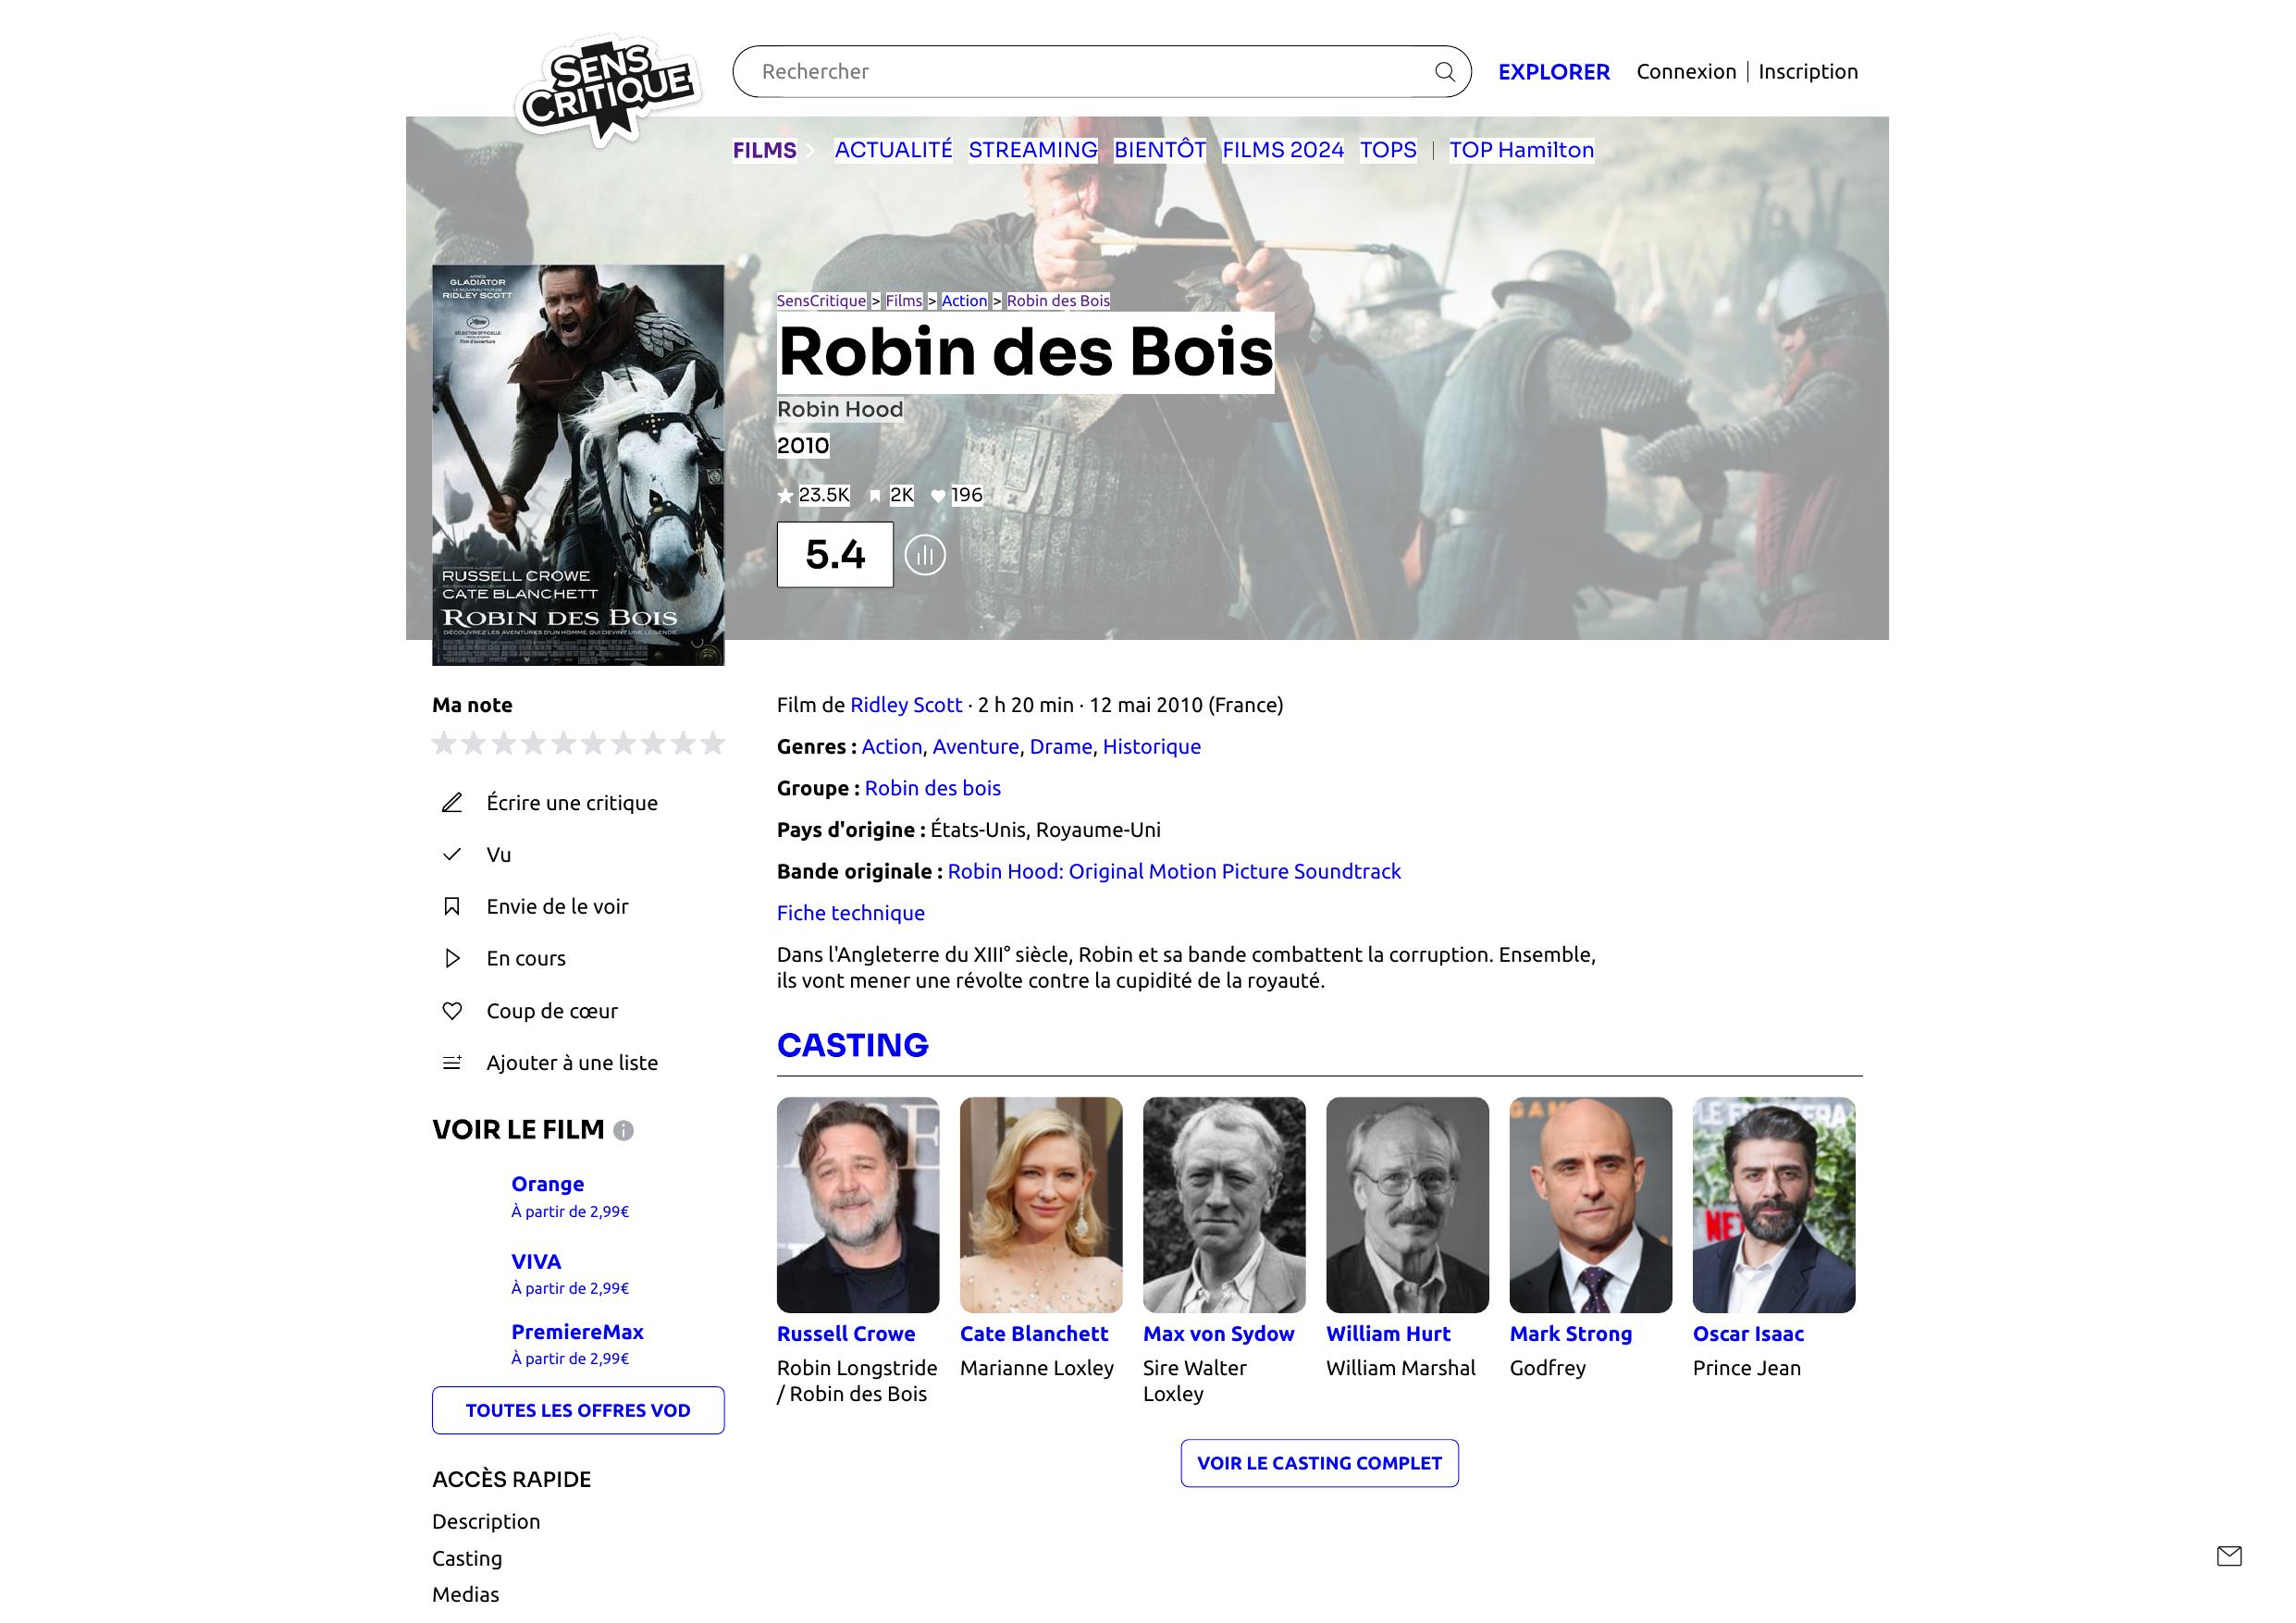 SENS
CRITIQUE
Rechercher
EXPLORER
Connexion | Inscription
FILMS
ACTUALITÉ STREAMING BIENTÔT FILMS 2024 TOPS | TOP Hamilton
APRÈS
GLADIATOR
LE NOUVEAU FILM DE
RIDLEY SCOTT
SÉLECTION OFFICIELLE
Film d'ouverture
RUSSELL CROWE
CATE BLANCHETT
ROBIN DES BOIS
DÉCOUVREZ LES AVENTURES D'UN HOMME QUI DEVINT UNE LÉGENDE
SensCritique > Films > Action > Robin des Bois
Robin des Bois
Robin Hood
2010
23.5K 2K 196
5.4
Ma note
Écrire une critique
Vu
Envie de le voir
En cours
Coup de cœur
Ajouter à une liste
VOIR LE FILM
Orange
À partir de 2,99€
VIVA
À partir de 2,99€
PremiereMax
À partir de 2,99€
TOUTES LES OFFRES VOD
ACCÈS RAPIDE
Description
Casting
Medias
Film de Ridley Scott · 2 h 20 min · 12 mai 2010 (France)
Genres : Action, Aventure, Drame, Historique
Groupe : Robin des bois
Pays d'origine : États-Unis, Royaume-Uni
Bande originale : Robin Hood: Original Motion Picture Soundtrack
Fiche technique
Dans l'Angleterre du XIII° siècle, Robin et sa bande combattent la corruption. Ensemble,
ils vont mener une révolte contre la cupidité de la royauté.
CASTING
Russell Crowe
Robin Longstride
/ Robin des Bois
Cate Blanchett
Marianne Loxley
Max von Sydow
Sire Walter
Loxley
William Hurt
William Marshal
Mark Strong
Godfrey
Oscar Isaac
Prince Jean
VOIR LE CASTING COMPLET